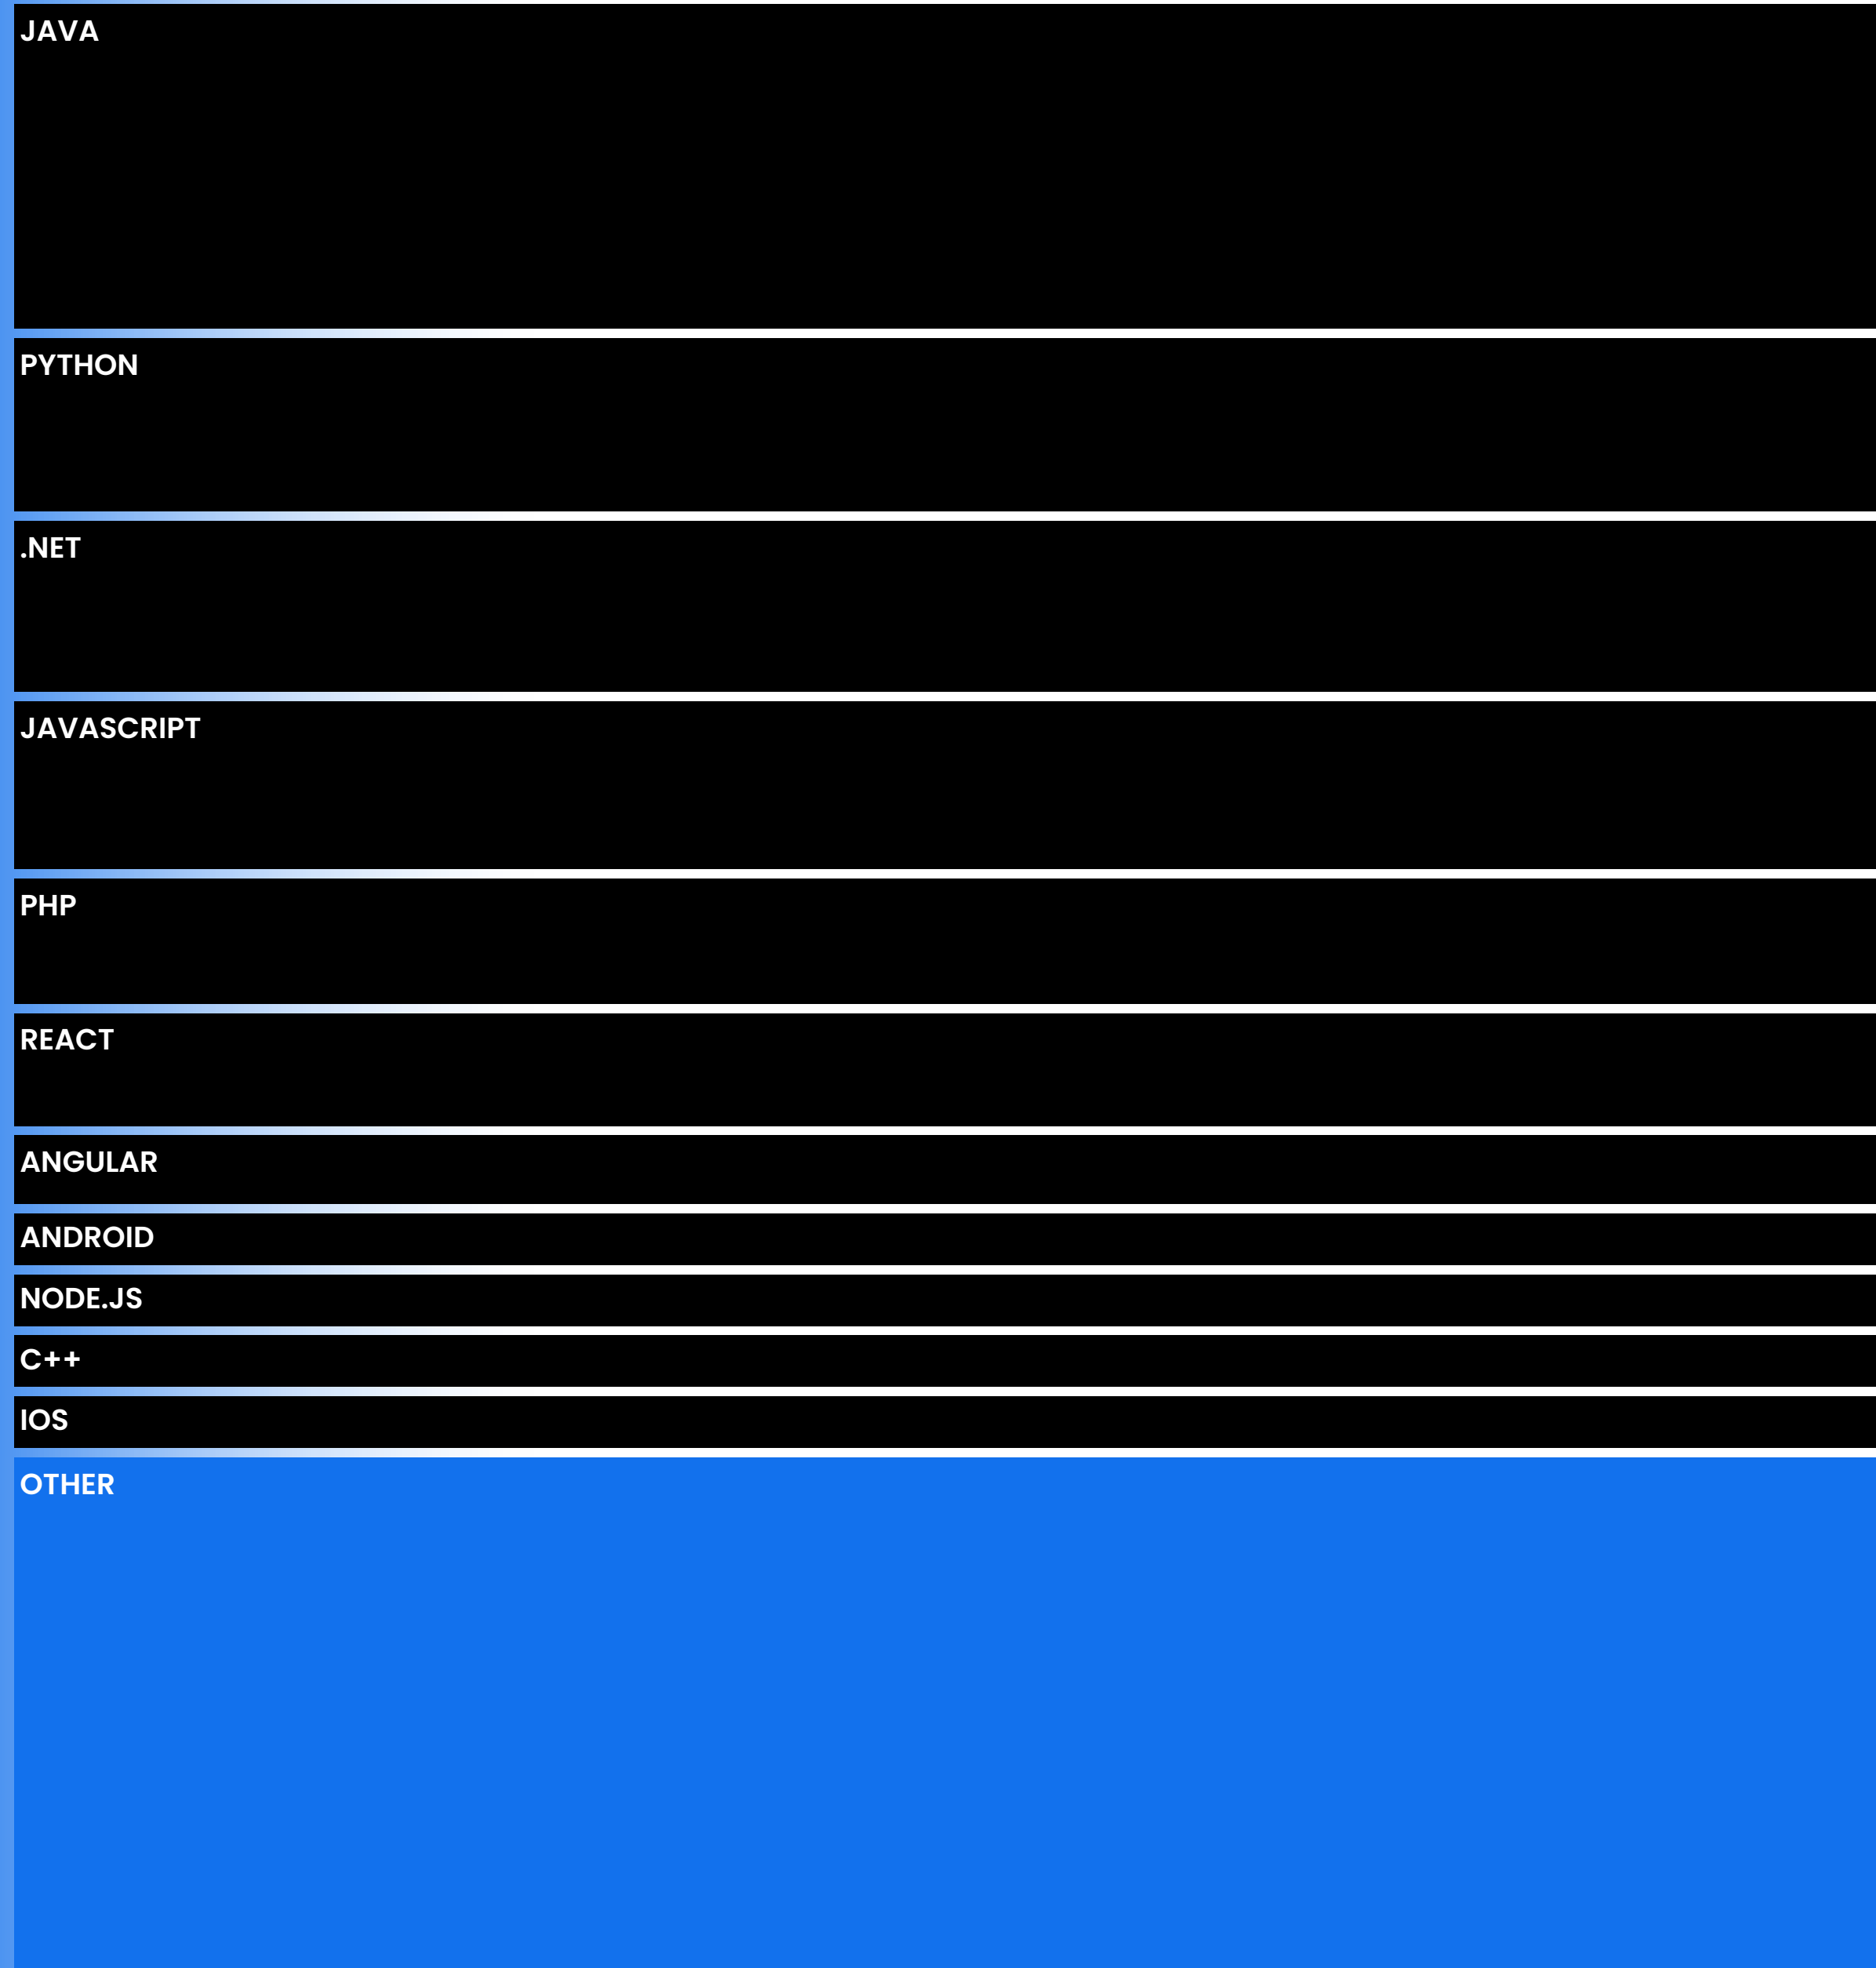 JAVA
PYTHON
.NET
JAVASCRIPT
PHP
REACT
ANGULAR
ANDROID
NODE.JS
C++
IOS
OTHER